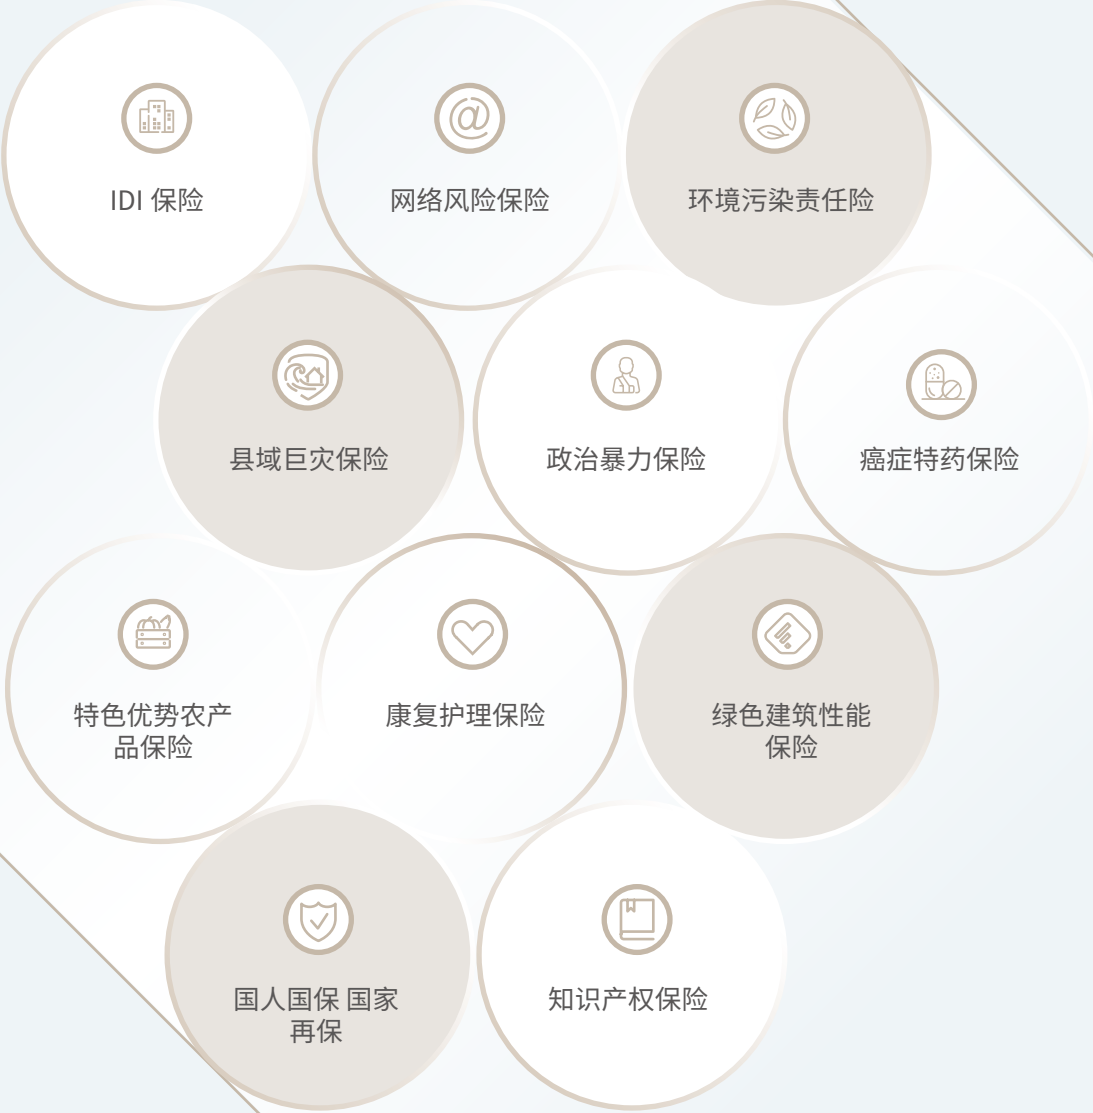 IDI 保险
网络风险保险
环境污染责任险
县域巨灾保险
政治暴力保险
癌症特药保险
特色优势农产
品保险
康复护理保险
绿色建筑性能
保险
国人国保 国家
再保
知识产权保险